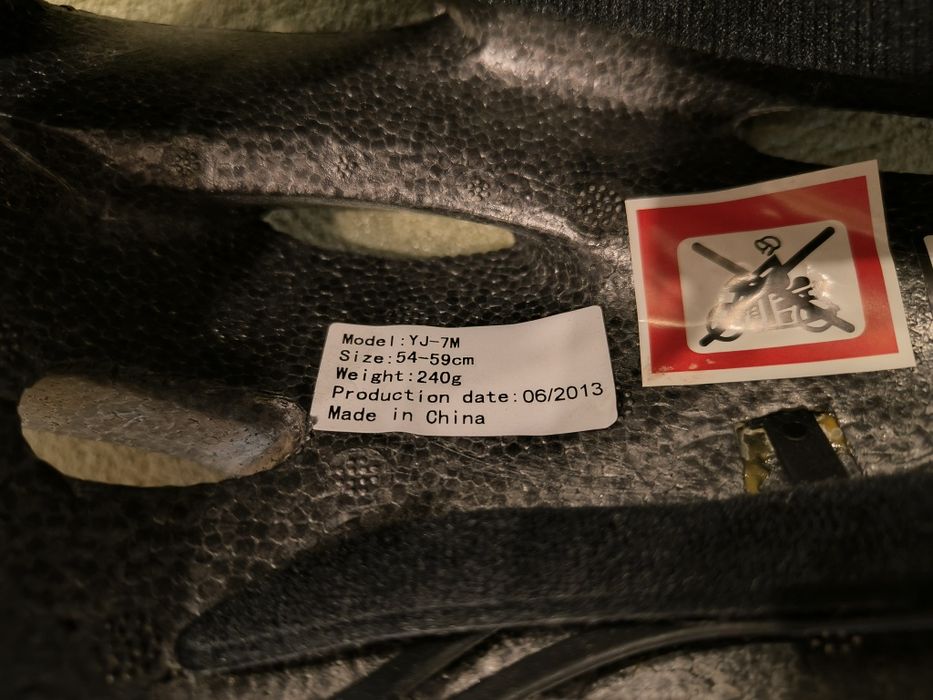 Model:YJ-7M
Size:54-59cm
Weight:240g
Production date:06/2013
Made in China